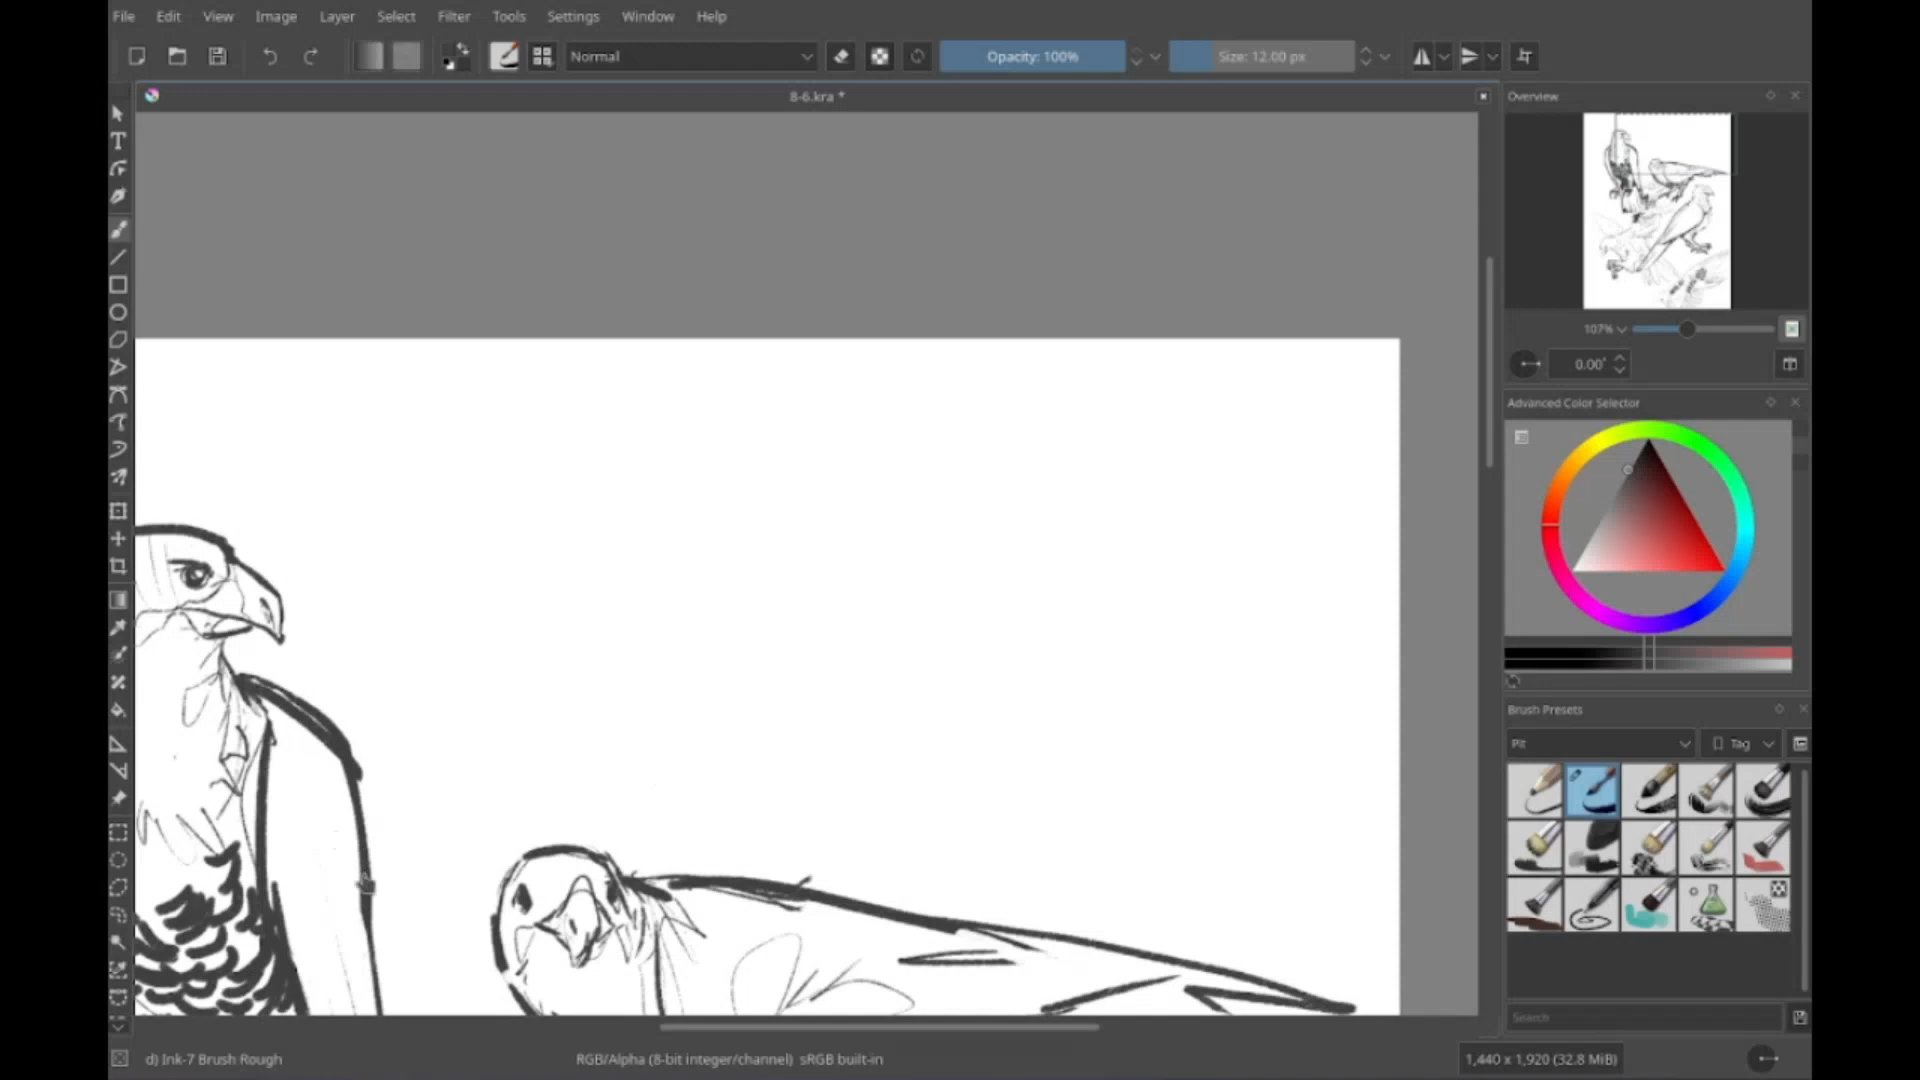 File Edit View Image Layer Select Filter Tools Settings Window Help
Normal
Opacity: 100%
Size: 12.00 px
8-6.kra *
Overview
107%
0.00°
Advanced Color Selector
Brush Presets
Pit
Tag
Search
d) Ink-7 Brush Rough
RGB/Alpha (8-bit integer/channel) sRGB built-in
1,440 x 1,920 (32.8 MiB)